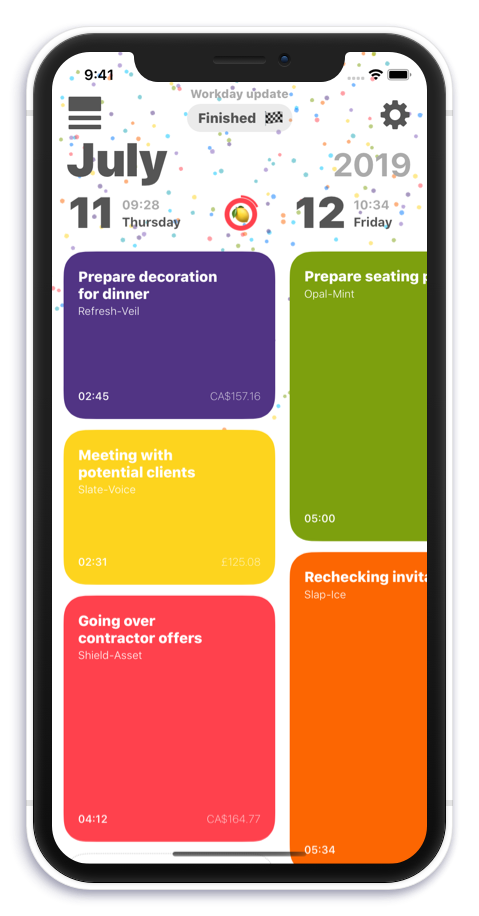 9:41
Workday update
Finished
July
2019
11
09:28
Thursday
12
10:34
Friday
Prepare decoration
for dinner
Refresh-Veil
02:45
CA$157.16
Meeting with
potential clients
Slate-Voice
02:31
£125.08
Going over
contractor offers
Shield-Asset
04:12
CA$164.77
Prepare seating p
Opal-Mint
05:00
Rechecking invita
Slap-Ice
05:34